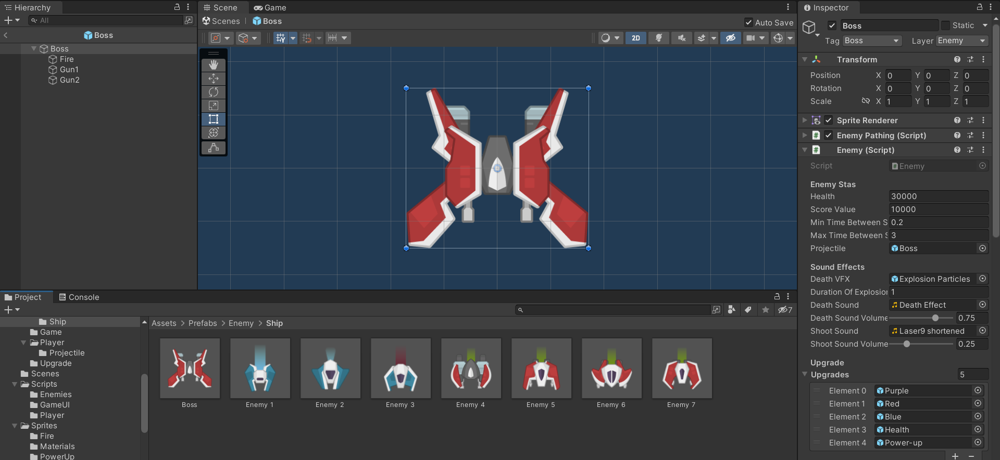 Hierarchy
All
Boss
Boss
Fire
Gun1
Gun2
Scene
Game
Scenes
Boss
Auto Save
2D
Inspector
Boss
Static
Tag Boss
Layer Enemy
Transform
Position X 0 Y 0 Z 0
Rotation X 0 Y 0 Z 0
Scale X 1 Y 1 Z 1
Sprite Renderer
Enemy Pathing (Script)
Enemy (Script)
Script Enemy
Enemy Stas
Health 30000
Score Value 10000
Min Time Between S 0.2
Max Time Between S 3
Projectile Boss
Sound Effects
Death VFX Explosion Particles
Duration Of Explosior 1
Death Sound Death Effect
Death Sound Volume 0.75
Shoot Sound Laser9 shortened
Shoot Sound Volume 0.25
Upgrade
Upgrades 5
Element 0 Purple
Element 1 Red
Element 2 Blue
Element 3 Health
Element 4 Power-up
Project
Console
7
Ship
Game
Player
Projectile
Upgrade
Scenes
Scripts
Enemies
GameUI
Player
Sprites
Fire
Materials
PowerUp
Assets > Prefabs > Enemy > Ship
Boss
Enemy 1
Enemy 2
Enemy 3
Enemy 4
Enemy 5
Enemy 6
Enemy 7